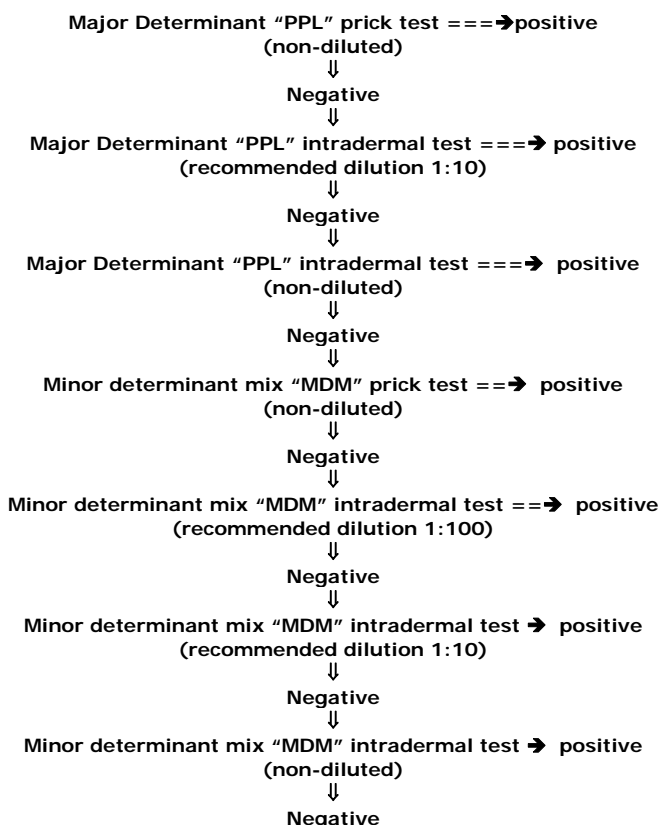 Major Determinant “PPL” prick test ===➔positive
(non-diluted)
⇓
Negative
⇓
Major Determinant “PPL” intradermal test ===➔ positive
(recommended dilution 1:10)
⇓
Negative
⇓
Major Determinant “PPL” intradermal test ===➔ positive
(non-diluted)
⇓
Negative
⇓
Minor determinant mix “MDM” prick test ==➔ positive
(non-diluted)
⇓
Negative
⇓
Minor determinant mix “MDM” intradermal test ==➔ positive
(recommended dilution 1:100)
⇓
Negative
⇓
Minor determinant mix “MDM” intradermal test ➔ positive
(recommended dilution 1:10)
⇓
Negative
⇓
Minor determinant mix “MDM” intradermal test ➔ positive
(non-diluted)
⇓
Negative